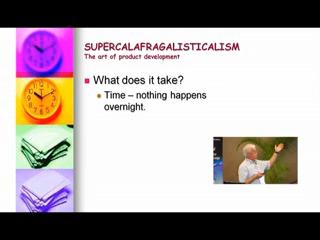 SUPERCALAFRAGALISTICALISM
The art of product development
What does it take?
Time – nothing happens
overnight.